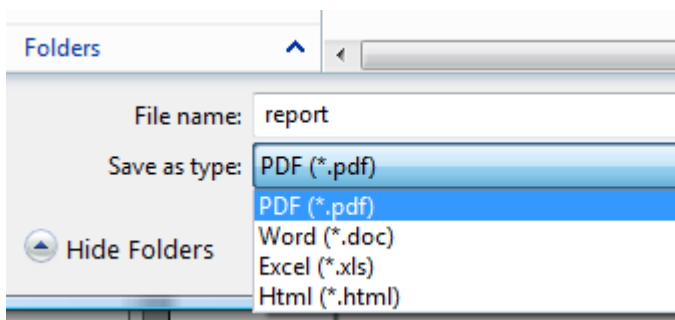 Folders
File name: report
Save as type: PDF (*.pdf)
PDF (*.pdf)
Word (*.doc)
Excel (*.xls)
Html (*.html)
Hide Folders